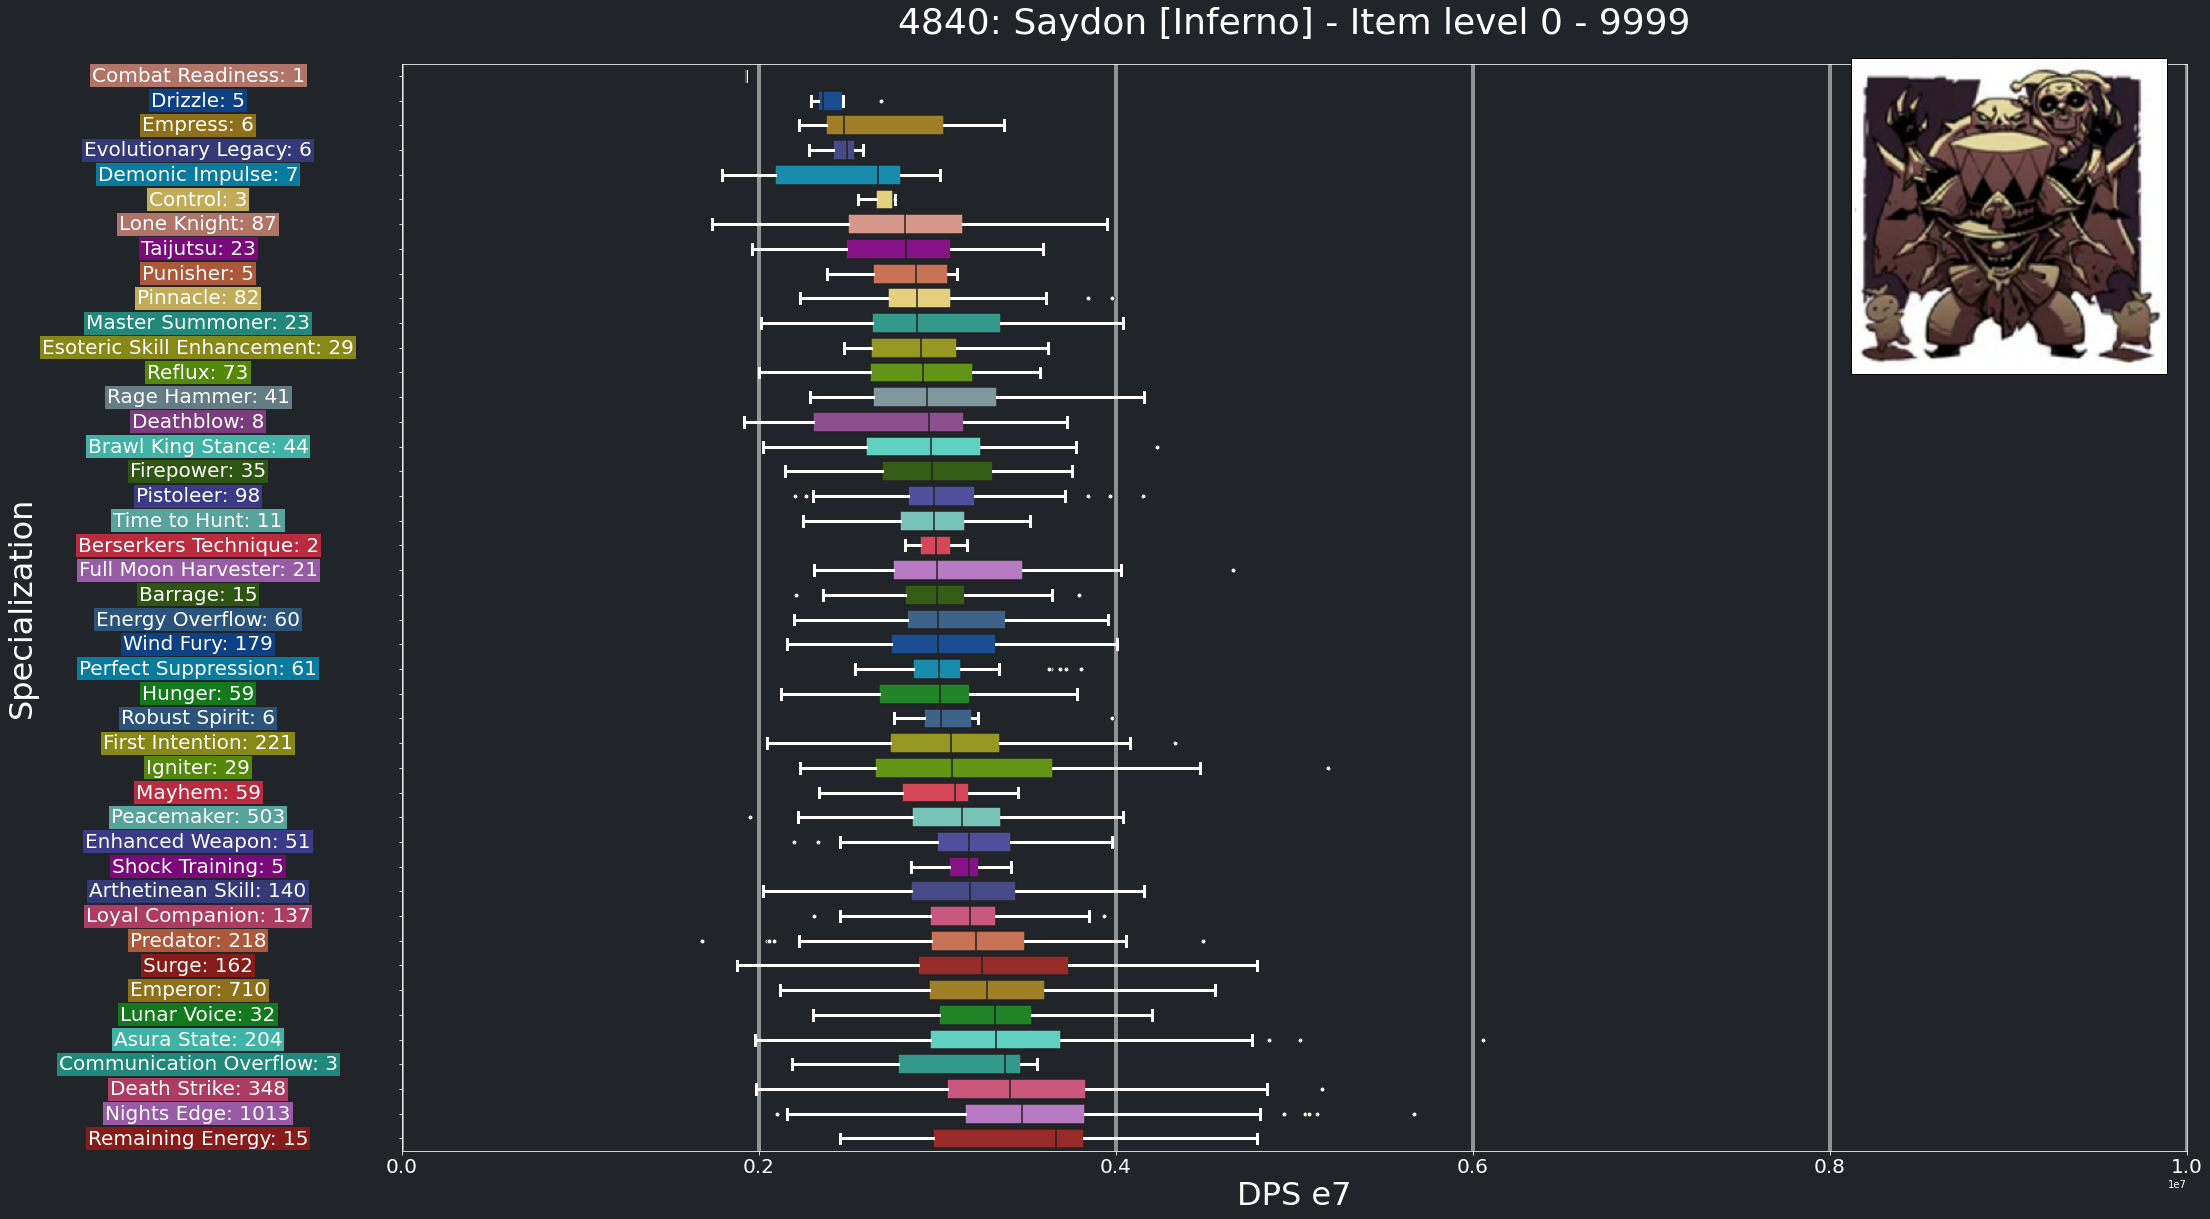 4840: Saydon [Inferno] - Item level 0 - 9999
Combat Readiness: 1
Drizzle: 5
Empress: 6
Evolutionary Legacy: 6
Demonic Impulse: 7
Control: 3
Lone Knight: 87
Taijutsu: 23
Punisher: 5
Pinnacle: 82
Master Summoner: 23
Esoteric Skill Enhancement: 29
Reflux: 73
Rage Hammer: 41
Deathblow: 8
Brawl King Stance: 44
Firepower: 35
Pistoleer: 98
Time to Hunt: 11
Berserkers Technique: 2
Full Moon Harvester: 21
Barrage: 15
Energy Overflow: 60
Wind Fury: 179
Perfect Suppression: 61
Hunger: 59
Robust Spirit: 6
First Intention: 221
Igniter: 29
Mayhem: 59
Peacemaker: 503
Enhanced Weapon: 51
Shock Training: 5
Arthetinean Skill: 140
Loyal Companion: 137
Predator: 218
Surge: 162
Emperor: 710
Lunar Voice: 32
Asura State: 204
Communication Overflow: 3
Death Strike: 348
Nights Edge: 1013
Remaining Energy: 15
Specialization
0.0 0.2 0.4 0.6 0.8 1.0
1e7
DPS e7